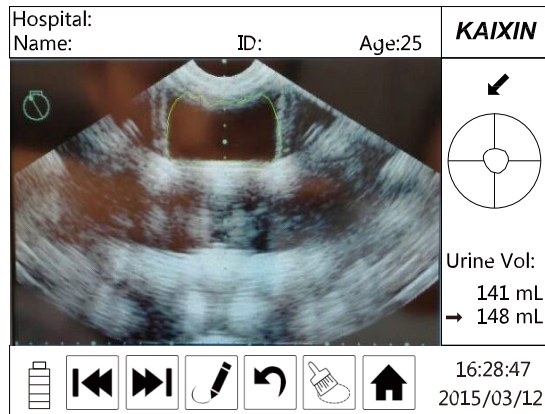 Hospital:
Name: ID: Age:25
KAIXIN
Urine Vol:
141 mL
→ 148 mL
16:28:47
2015/03/12